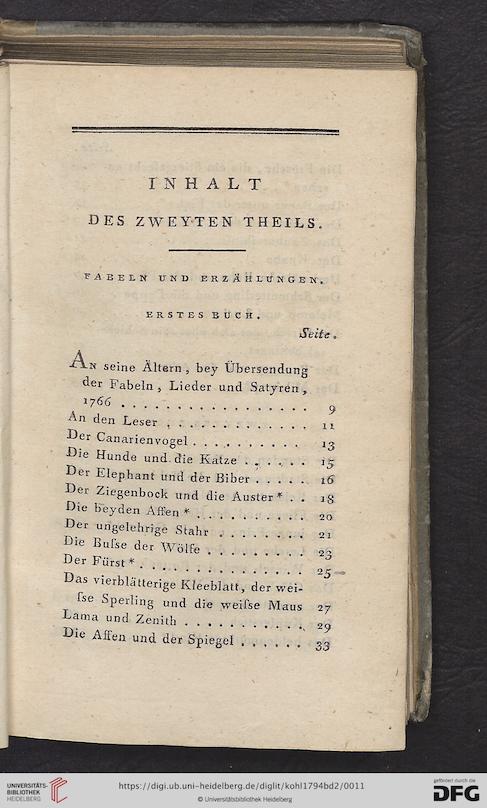 INHALT
DES ZWEYTEN THEILS.
FABELN UND ERZÄHLUNGEN.
ERSTES BUCH.
Seite.
AN seine Ältern, bey Überſendung
der Fabeln, Lieder und Satyren,
1766 . . . . . . . . . . . . . . . . . 9
An den Leser . . . . . . . . . . . . 11
Der Canarienvogel . . . . . . . . . . 13
Die Hunde und die Katze . . . . . . 15
Der Elephant und der Biber . . . . . 16
Der Ziegenbock und die Auster * . . 18
Die beyden Affen * . . . . . . . . . . 20
Der ungelehrige Stahr . . . . . . . . 21
Die Buſse der Wölfe . . . . . . . . . 23
Der Fürst * . . . . . . . . . . . . . . . 25
Das vierblätterige Kleeblatt, der wei-
ſse Sperling und die weiſse Maus 27
Lama und Zenith . . . . . . . . . . . 29
Die Affen und der Spiegel . . . . . . 33
UNIVERSITÄTS-
BIBLIOTHEK
HEIDELBERG
https://digi.ub.uni-heidelberg.de/diglit/kohl1794bd2/0011
© Universitätsbibliothek Heidelberg
gefördert durch die
DFG